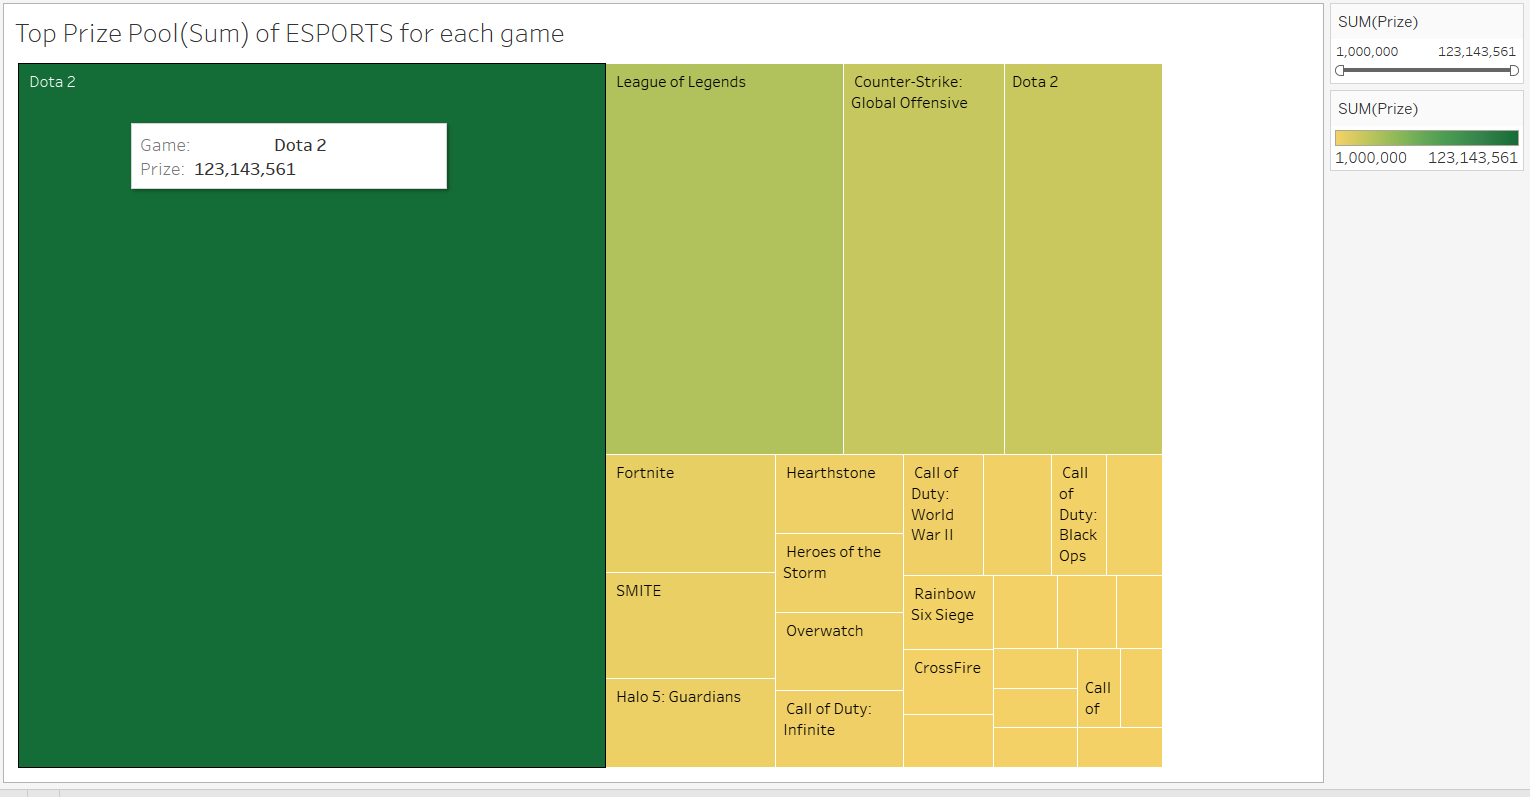 Top Prize Pool(Sum) of ESPORTS for each game
Dota 2
Game: Dota 2
Prize: 123,143,561
League of Legends
Counter-Strike:
Global Offensive
Dota 2
Fortnite
SMITE
Halo 5: Guardians
Hearthstone
Heroes of the
Storm
Overwatch
Call of Duty:
Infinite
Call of
Duty:
World
War II
Call
of
Duty:
Black
Ops
Rainbow
Six Siege
CrossFire
Call
of
SUM(Prize)
1,000,000 123,143,561
SUM(Prize)
1,000,000 123,143,561